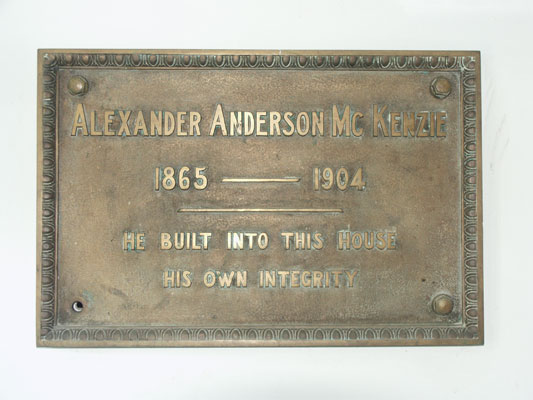 ALEXANDER ANDERSON MC KENZIE
1865 — 1904
HE BUILT INTO THIS HOUSE
HIS OWN INTEGRITY